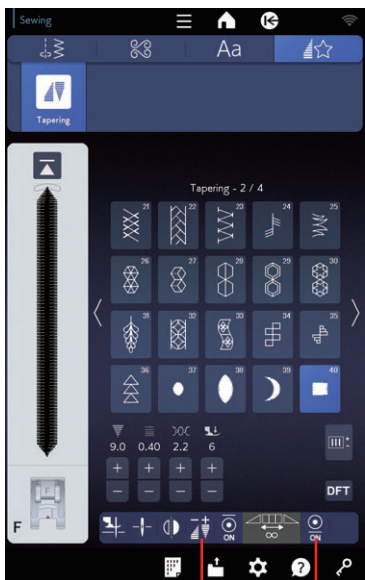 Sewing
Aa
Tapering
Tapering - 2 / 4
21 22 23 24 25
26 27 28 29 30
31 32 33 34 35
36 37 38 39 40
9.0 0.40 2.2 6
+ + + +
− − − −
DFT
F
ON ∞ ON
?